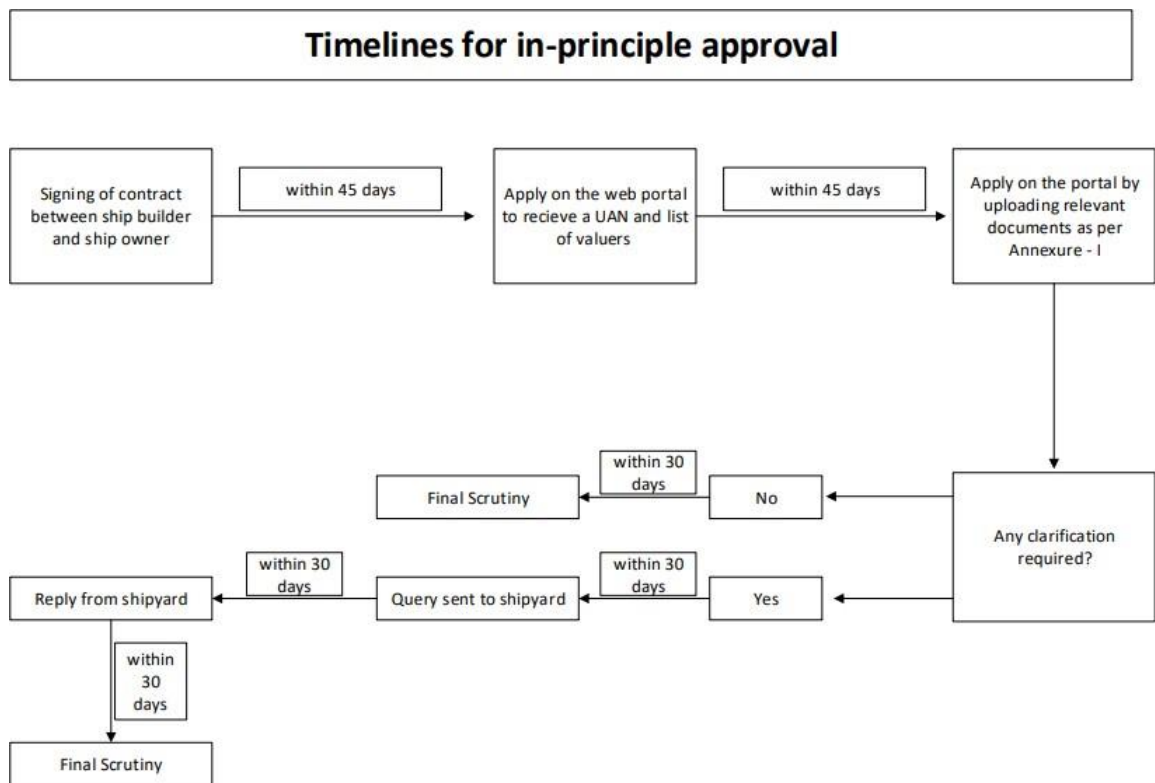 Timelines for in-principle approval
Signing of contract
between ship builder
and ship owner
within 45 days
Apply on the web portal
to recieve a UAN and list
of valuers
within 45 days
Apply on the portal by
uploading relevant
documents as per
Annexure - I
Any clarification
required?
No
within 30
days
Final Scrutiny
Yes
within 30
days
Query sent to shipyard
within 30
days
Reply from shipyard
within
30
days
Final Scrutiny